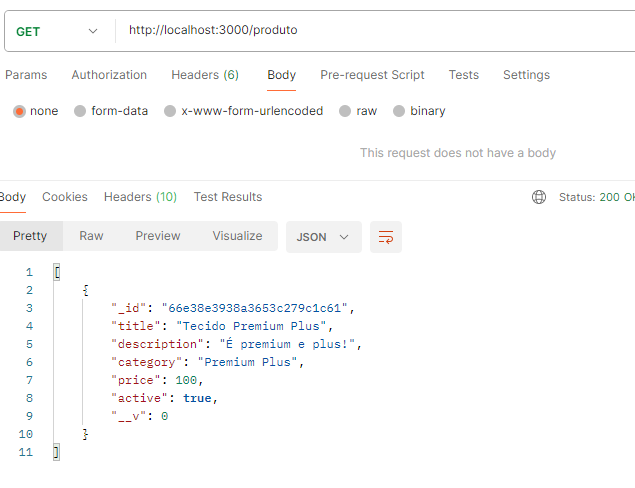 GET http://localhost:3000/produto
Params Authorization Headers (6) Body Pre-request Script Tests Settings
none form-data x-www-form-urlencoded raw binary
This request does not have a body
Body Cookies Headers (10) Test Results Status: 200 OK
Pretty Raw Preview Visualize JSON
1 [
2 {
3 "_id": "66e38e3938a3653c279c1c61",
4 "title": "Tecido Premium Plus",
5 "description": "É premium e plus!",
6 "category": "Premium Plus",
7 "price": 100,
8 "active": true,
9 "__v": 0
10 }
11 ]